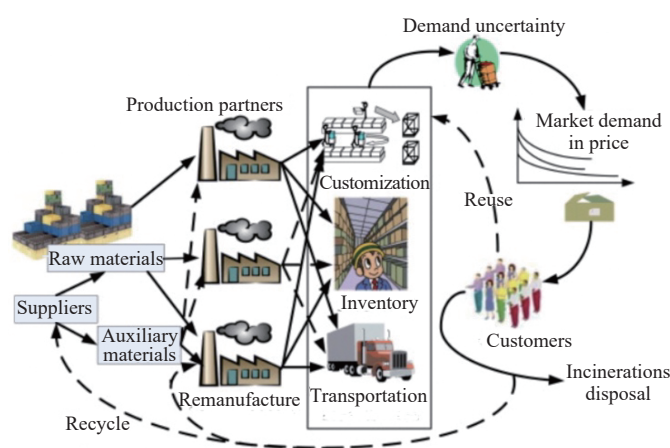 Demand uncertainty
Production partners
Market demand
in price
Customization
Reuse
Raw materials
Inventory
Suppliers
Auxiliary
materials
Customers
Incinerations
disposal
Remanufacture
Transportation
Recycle